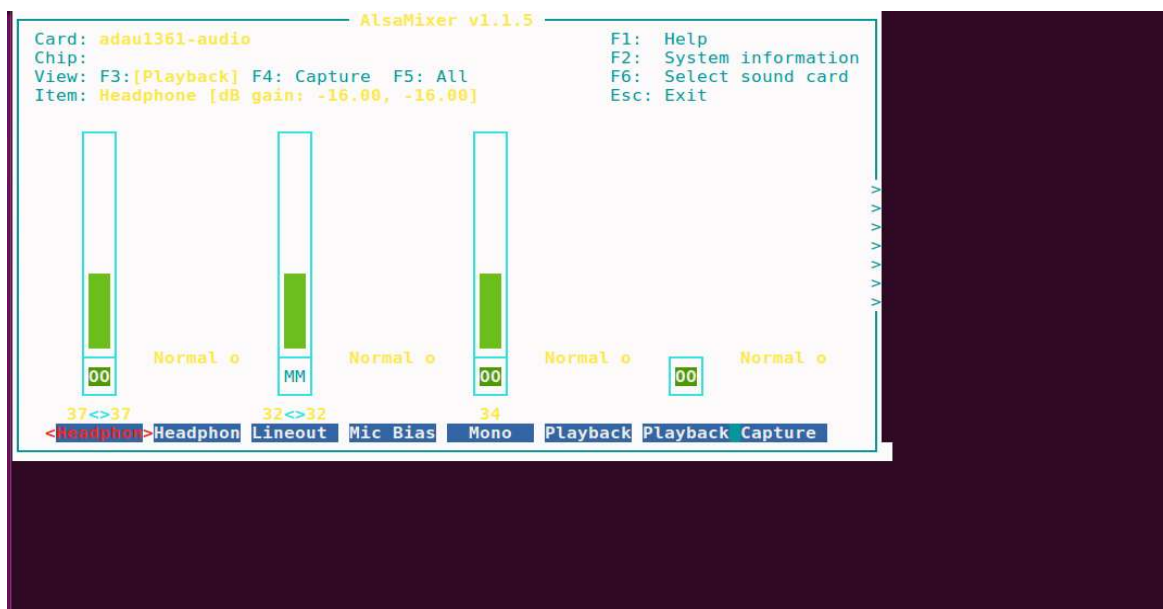 AlsaMixer v1.1.5
Card: adau1361-audio F1: Help
Chip: F2: System information
View: F3:[Playback] F4: Capture F5: All F6: Select sound card
Item: Headphone [dB gain: -16.00, -16.00] Esc: Exit
>
>
>
>
>
>
>
Normal o Normal o Normal o Normal o
OO MM OO OO
37<>37 32<>32 34
<Headphon>Headphon Lineout Mic Bias Mono Playback Playback Capture